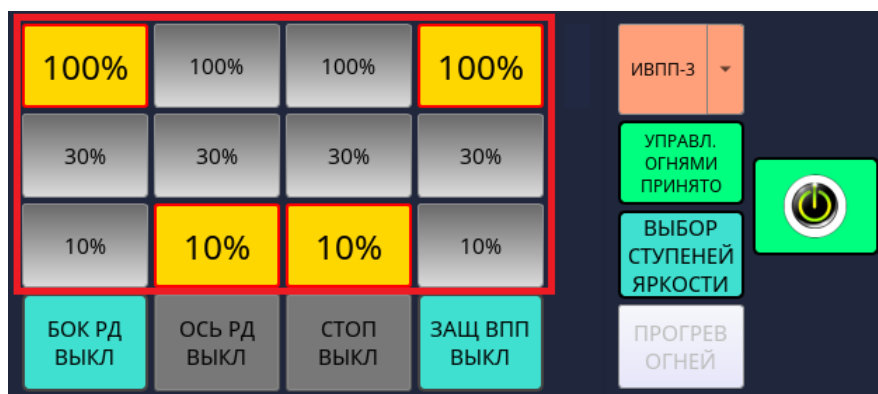 100% 100% 100% 100%
30% 30% 30% 30%
10% 10% 10% 10%
БОК РД
ВЫКЛ
ОСЬ РД
ВЫКЛ
СТОП
ВЫКЛ
ЗАЩ ВПП
ВЫКЛ
ИВПП-3
УПРАВЛ.
ОГНЯМИ
ПРИНЯТО
ВЫБОР
СТУПЕНЕЙ
ЯРКОСТИ
ПРОГРЕВ
ОГНЕЙ